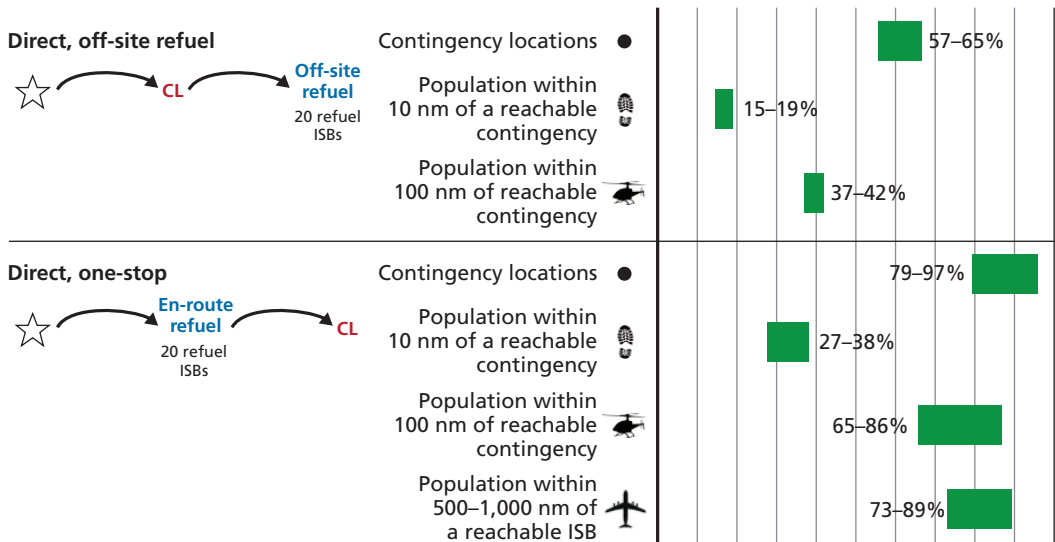 Direct, off-site refuel
CL
Off-site
refuel
20 refuel
ISBs
Contingency locations
57–65%
Population within
10 nm of a reachable
contingency
15–19%
Population within
100 nm of reachable
contingency
37–42%
Direct, one-stop
En-route
refuel
20 refuel
ISBs
CL
Contingency locations
79–97%
Population within
10 nm of a reachable
contingency
27–38%
Population within
100 nm of reachable
contingency
65–86%
Population within
500–1,000 nm of
a reachable ISB
73–89%